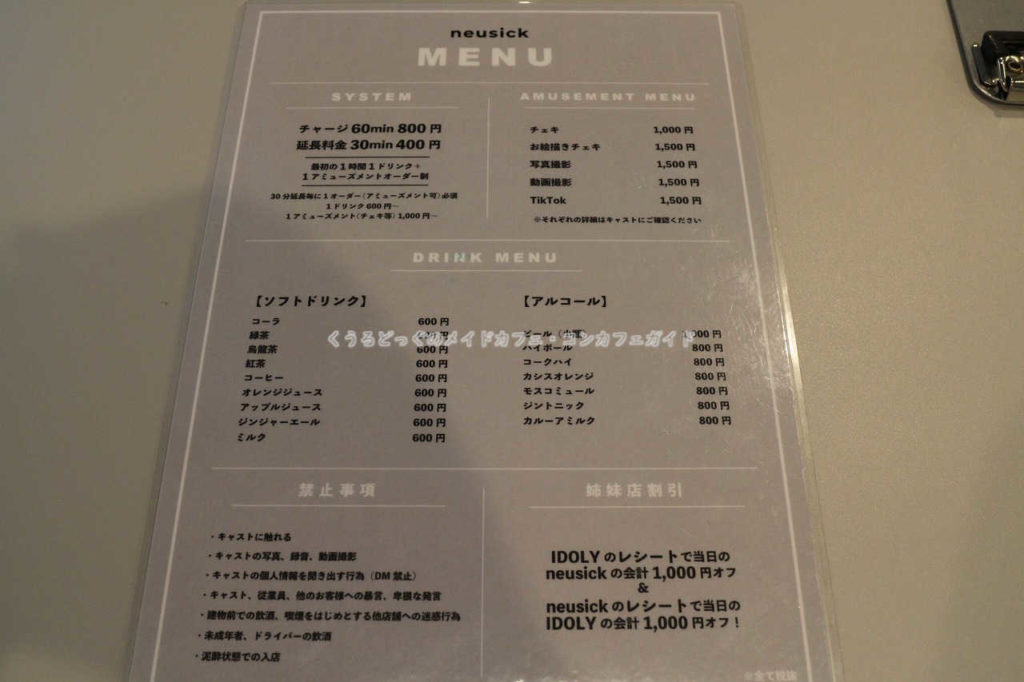 neusick
MENU
SYSTEM
チャージ 60min 800 円
延長料金 30min 400 円
最初の1時間1ドリンク+
1アミューズメントオーダー制
30分延長毎に1オーダー(アミューズメント可)必須
1ドリンク600円~
1アミューズメント(チェキ等)1,000円~
AMUSEMENT MENU
チェキ 1,000 円
お絵描きチェキ 1,500 円
写真撮影 1,500 円
動画撮影 1,500 円
TikTok 1,500 円
※それぞれの詳細はキャストにご確認ください
DRINK MENU
【ソフトドリンク】
コーラ 600 円
緑茶
烏龍茶 600 円
紅茶 600 円
コーヒー 600 円
オレンジジュース 600 円
アップルジュース 600 円
ジンジャーエール 600 円
ミルク 600 円
【アルコール】
ビール 1,000 円
ハイボール 800 円
コークハイ 800 円
カシスオレンジ 800 円
モスコミュール 800 円
ジントニック 800 円
カルーアミルク 800 円
くうるどっぐのメイドカフェ・コンカフェガイド
禁止事項
・キャストに触れる
・キャストの写真、録音、動画撮影
・キャストの個人情報を聞き出す行為(DM 禁止)
・キャスト、従業員、他のお客様への暴言、卑猥な発言
・建物前での飲酒、喫煙をはじめとする他店舗への迷惑行為
・未成年者、ドライバーの飲酒
・泥酔状態での入店
姉妹店割引
IDOLY のレシートで当日の
neusick の会計 1,000 円オフ
&
neusick のレシートで当日の
IDOLY の会計 1,000 円オフ!
※全て税抜